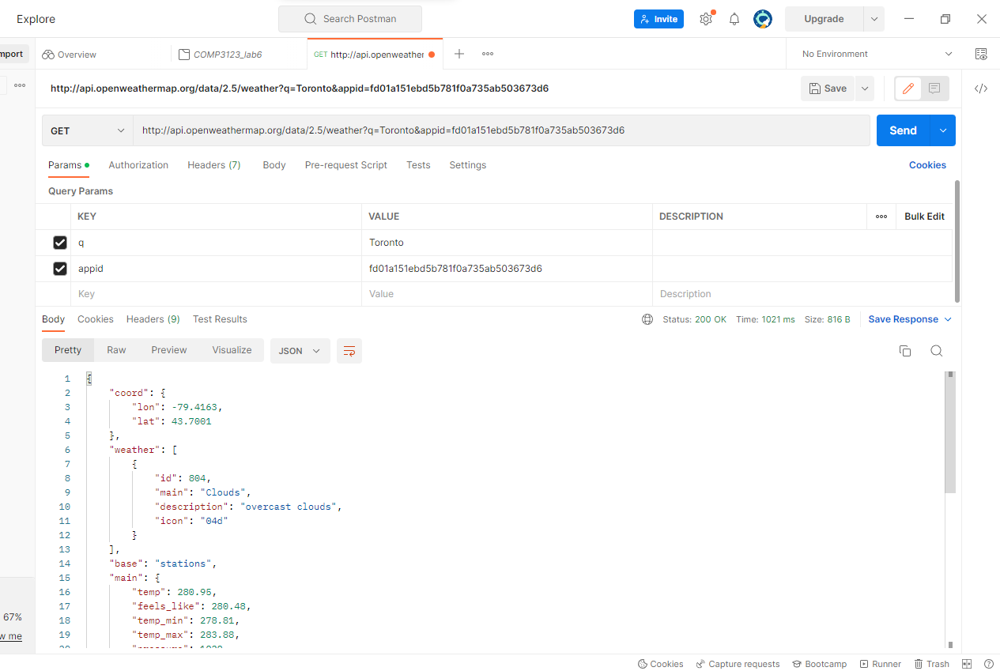 Explore
Search Postman
Invite
Upgrade
mport
Overview
COMP3123_lab6
GET http://api.openweather
No Environment
http://api.openweathermap.org/data/2.5/weather?q=Toronto&appid=fd01a151ebd5b781f0a735ab503673d6
Save
GET
http://api.openweathermap.org/data/2.5/weather?q=Toronto&appid=fd01a151ebd5b781f0a735ab503673d6
Send
Params Authorization Headers (7) Body Pre-request Script Tests Settings Cookies
Query Params
KEY VALUE DESCRIPTION Bulk Edit
q Toronto
appid fd01a151ebd5b781f0a735ab503673d6
Key Value Description
Body Cookies Headers (9) Test Results Status: 200 OK Time: 1021 ms Size: 816 B Save Response
Pretty Raw Preview Visualize JSON
1 {
2 "coord": {
3 "lon": -79.4163,
4 "lat": 43.7001
5 },
6 "weather": [
7 {
8 "id": 804,
9 "main": "Clouds",
10 "description": "overcast clouds",
11 "icon": "04d"
12 }
13 ],
14 "base": "stations",
15 "main": {
16 "temp": 280.95,
17 "feels_like": 280.48,
18 "temp_min": 278.81,
19 "temp_max": 283.88,
67%
w me
Cookies Capture requests Bootcamp Runner Trash